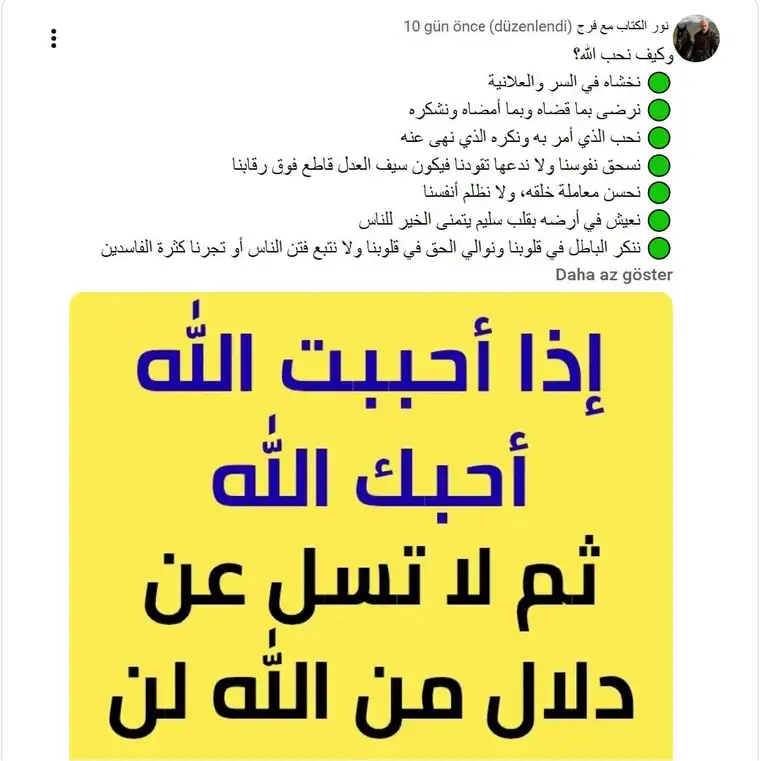 نور الكتاب مع فرج 10 gün önce (düzenlendi)
وكيف نحب الله؟
نخشاه في السر والعلانية
نرضى بما قضاه وبما أمضاه ونشكره
نحب الذي أمر به ونكره الذي نهى عنه
نسحق نفوسنا ولا ندعها تقودنا فيكون سيف العدل قاطع فوق رقابنا
نحسن معاملة خلقه، ولا نظلم أنفسنا
نعيش في أرضه بقلب سليم يتمنى الخير للناس
ننكر الباطل في قلوبنا ونوالي الحق في قلوبنا ولا نتبع فتن الناس أو تجرنا كثرة الفاسدين
Daha az göster
إذا أحببت الله
أحبك الله
ثم لا تسل عن
دلال من الله لن